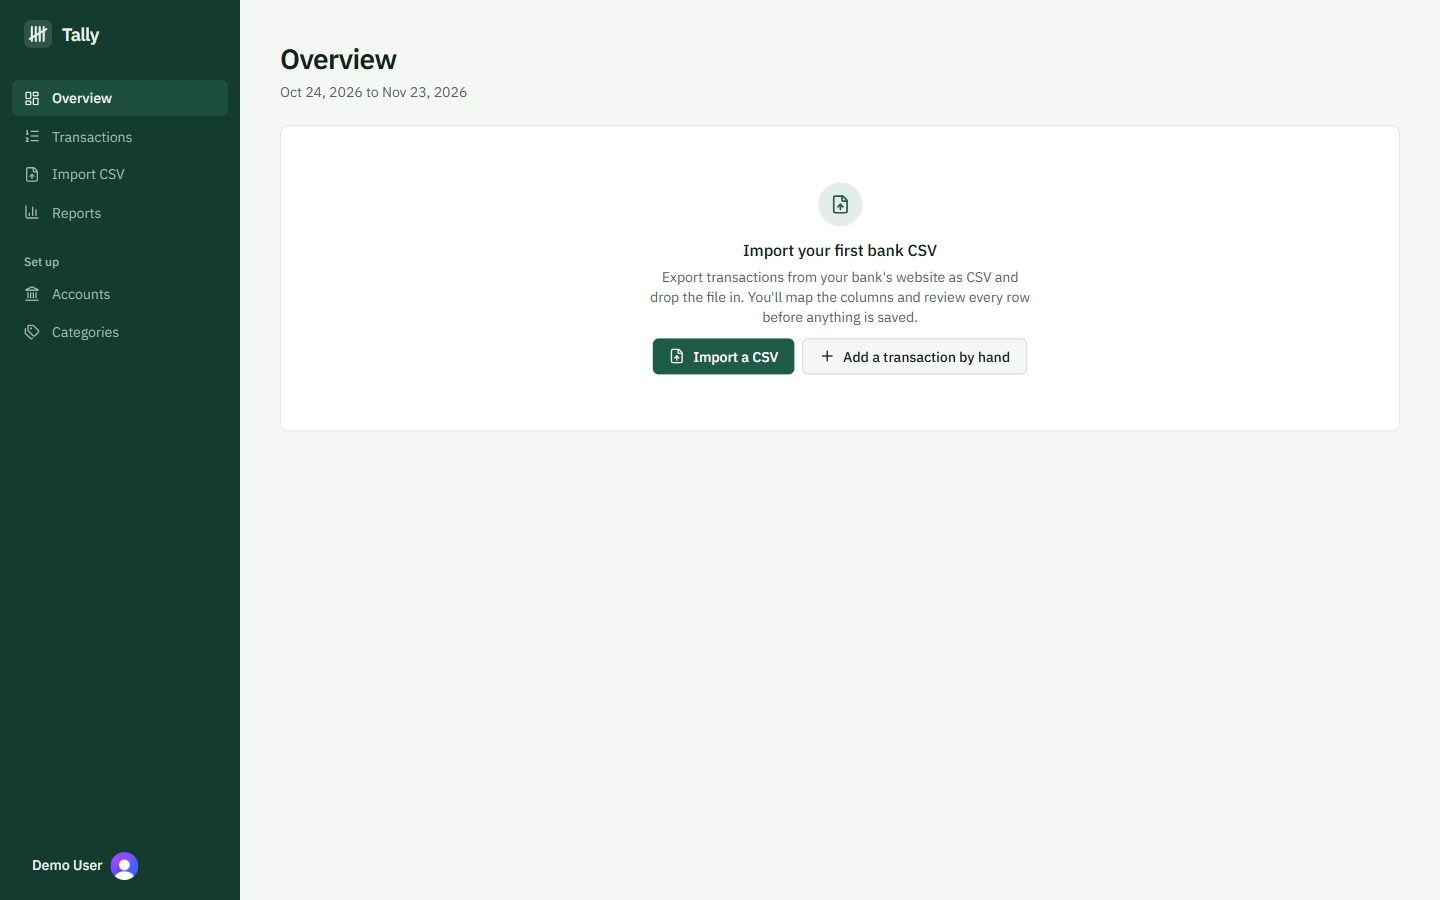 Tally
Overview
Transactions
Import CSV
Reports
Set up
Accounts
Categories
Demo User
Overview
Oct 24, 2026 to Nov 23, 2026
Import your first bank CSV
Export transactions from your bank's website as CSV and
drop the file in. You'll map the columns and review every row
before anything is saved.
Import a CSV
Add a transaction by hand